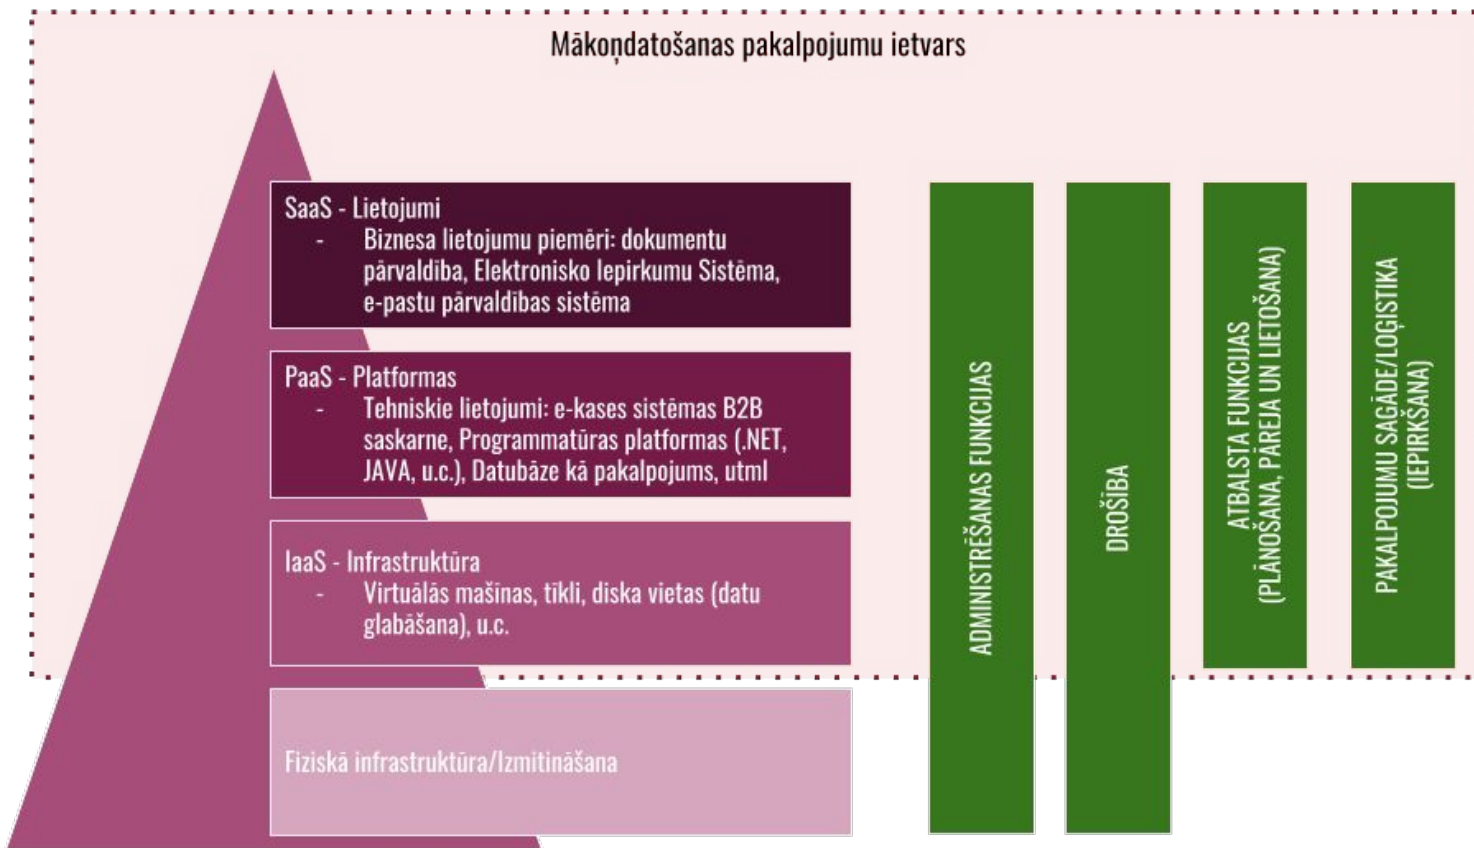 Mākoņdatošanas pakalpojumu ietvars
SaaS - Lietojumi
- Biznesa lietojumu piemēri: dokumentu
pārvaldība, Elektronisko Iepirkumu Sistēma,
e-pastu pārvaldības sistēma
PaaS - Platformas
- Tehniskie lietojumi: e-kases sistēmas B2B
saskarne, Programmatūras platformas (.NET,
JAVA, u.c.), Datubāze kā pakalpojums, utml
IaaS - Infrastruktūra
- Virtuālās mašīnas, tīkli, diska vietas (datu
glabāšana), u.c.
Fiziskā infrastruktūra/Izmitināšana
ADMINISTRĒŠANAS FUNKCIJAS
DROŠĪBA
ATBALSTA FUNKCIJAS
(PLĀNOŠANA, PĀREJA UN LIETOŠANA)
PAKALPOJUMU SAGĀDE/LOĢISTIKA
(IEPIRKŠANA)